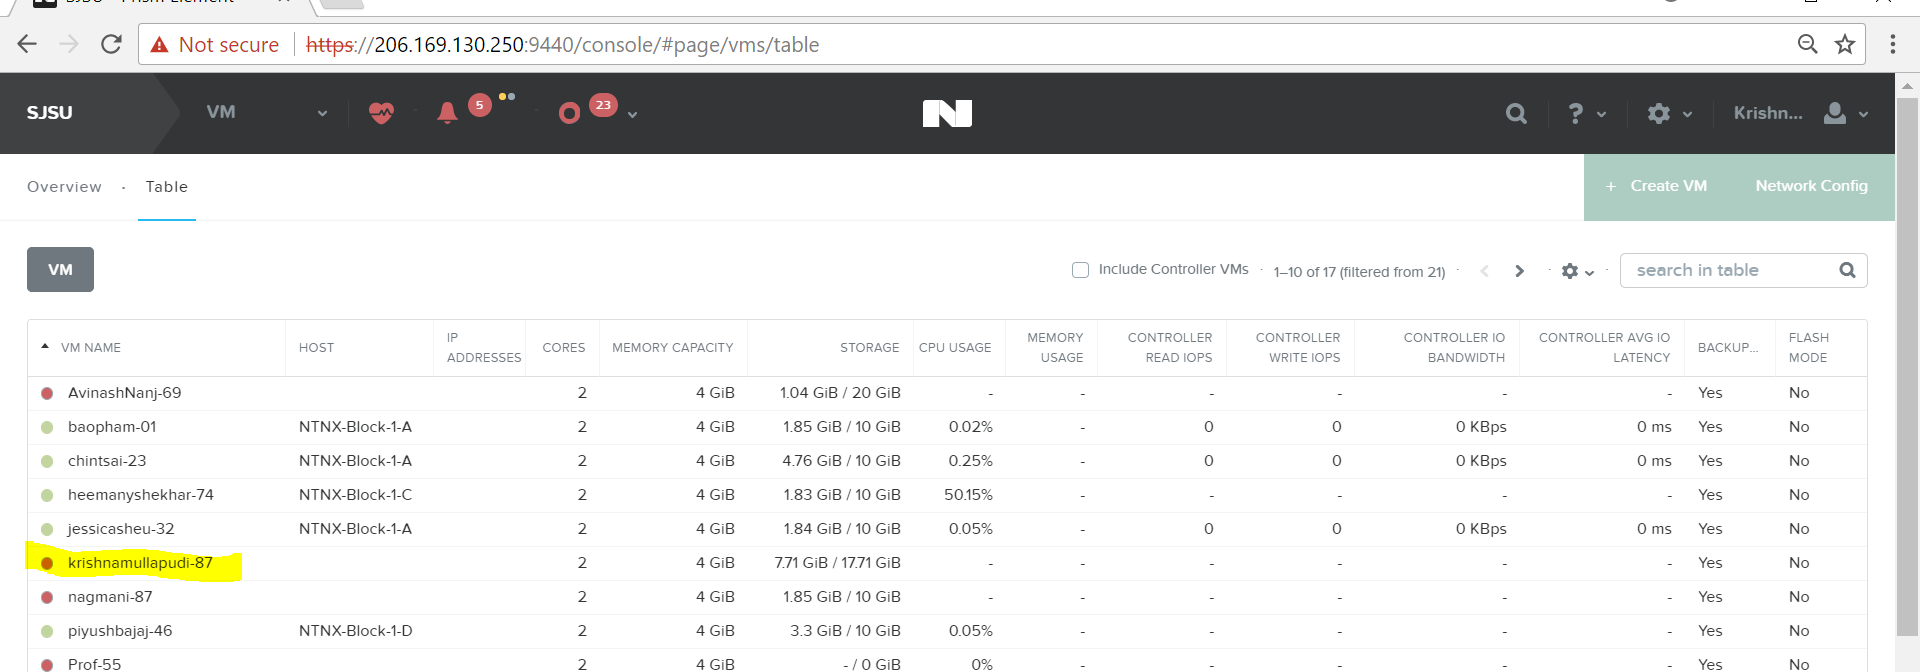 Not secure https://206.169.130.250:9440/console/#page/vms/table
SJSU VM 5 23 ? Krishn...
Overview · Table + Create VM Network Config
VM Include Controller VMs · 1–10 of 17 (filtered from 21) · search in table
VM NAME HOST IP ADDRESSES CORES MEMORY CAPACITY STORAGE CPU USAGE MEMORY USAGE CONTROLLER READ IOPS CONTROLLER WRITE IOPS CONTROLLER IO BANDWIDTH CONTROLLER AVG IO LATENCY BACKUP... FLASH MODE
AvinashNanj-69 2 4 GiB 1.04 GiB / 20 GiB - - - - - - Yes No
baopham-01 NTNX-Block-1-A 2 4 GiB 1.85 GiB / 10 GiB 0.02% - 0 0 0 KBps 0 ms Yes No
chintsai-23 NTNX-Block-1-A 2 4 GiB 4.76 GiB / 10 GiB 0.25% - 0 0 0 KBps 0 ms Yes No
heemanyshekhar-74 NTNX-Block-1-C 2 4 GiB 1.83 GiB / 10 GiB 50.15% - - - - - Yes No
jessicasheu-32 NTNX-Block-1-A 2 4 GiB 1.84 GiB / 10 GiB 0.05% - 0 0 0 KBps 0 ms Yes No
krishnamullapudi-87 2 4 GiB 7.71 GiB / 17.71 GiB - - - - - - Yes No
nagmani-87 2 4 GiB 1.85 GiB / 10 GiB - - - - - - Yes No
piyushbajaj-46 NTNX-Block-1-D 2 4 GiB 3.3 GiB / 10 GiB 0.05% - - - - - Yes No
Prof-55 2 4 GiB - / 0 GiB 0% - - - - - Yes No